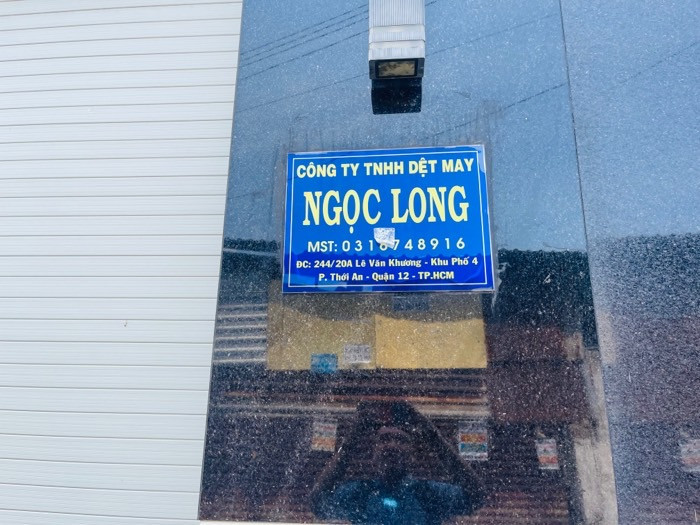 CÔNG TY TNHH DỆT MAY
NGỌC LONG
MST: 0316748916
ĐC: 244/20A Lê Văn Khương - Khu Phố 4
P. Thới An - Quận 12 - TP.HCM